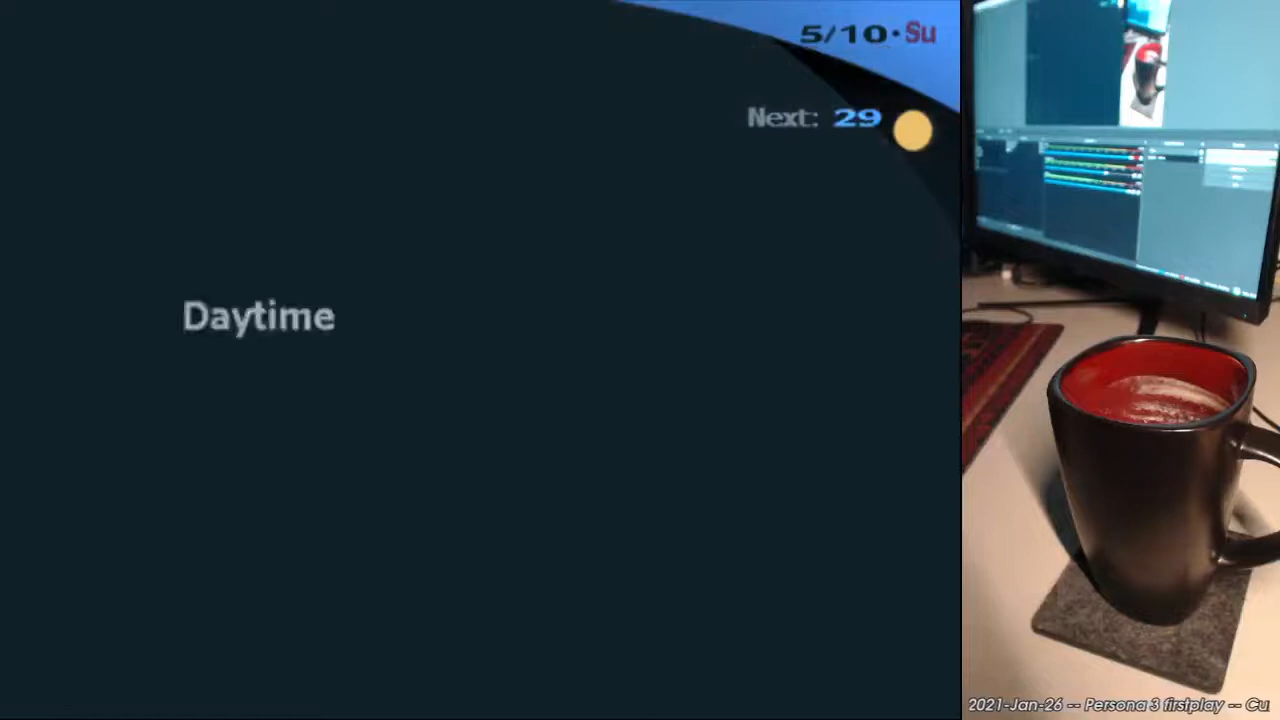 5/10·Su
Next: 29
Daytime
2021-Jan-26 -- Persona 3 firstplay -- Cu